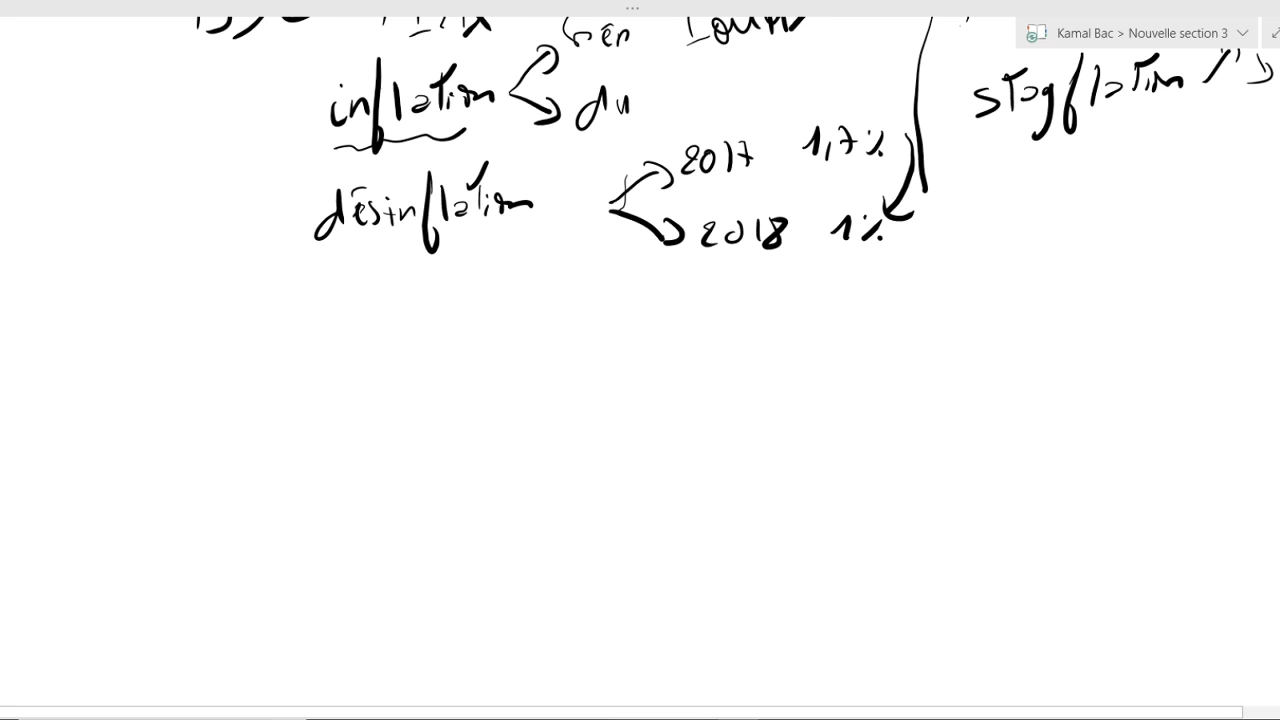 Kamal Bac > Nouvelle section 3
inflation
du
stagflation
désinflation
2017 1,7%
2018 1%